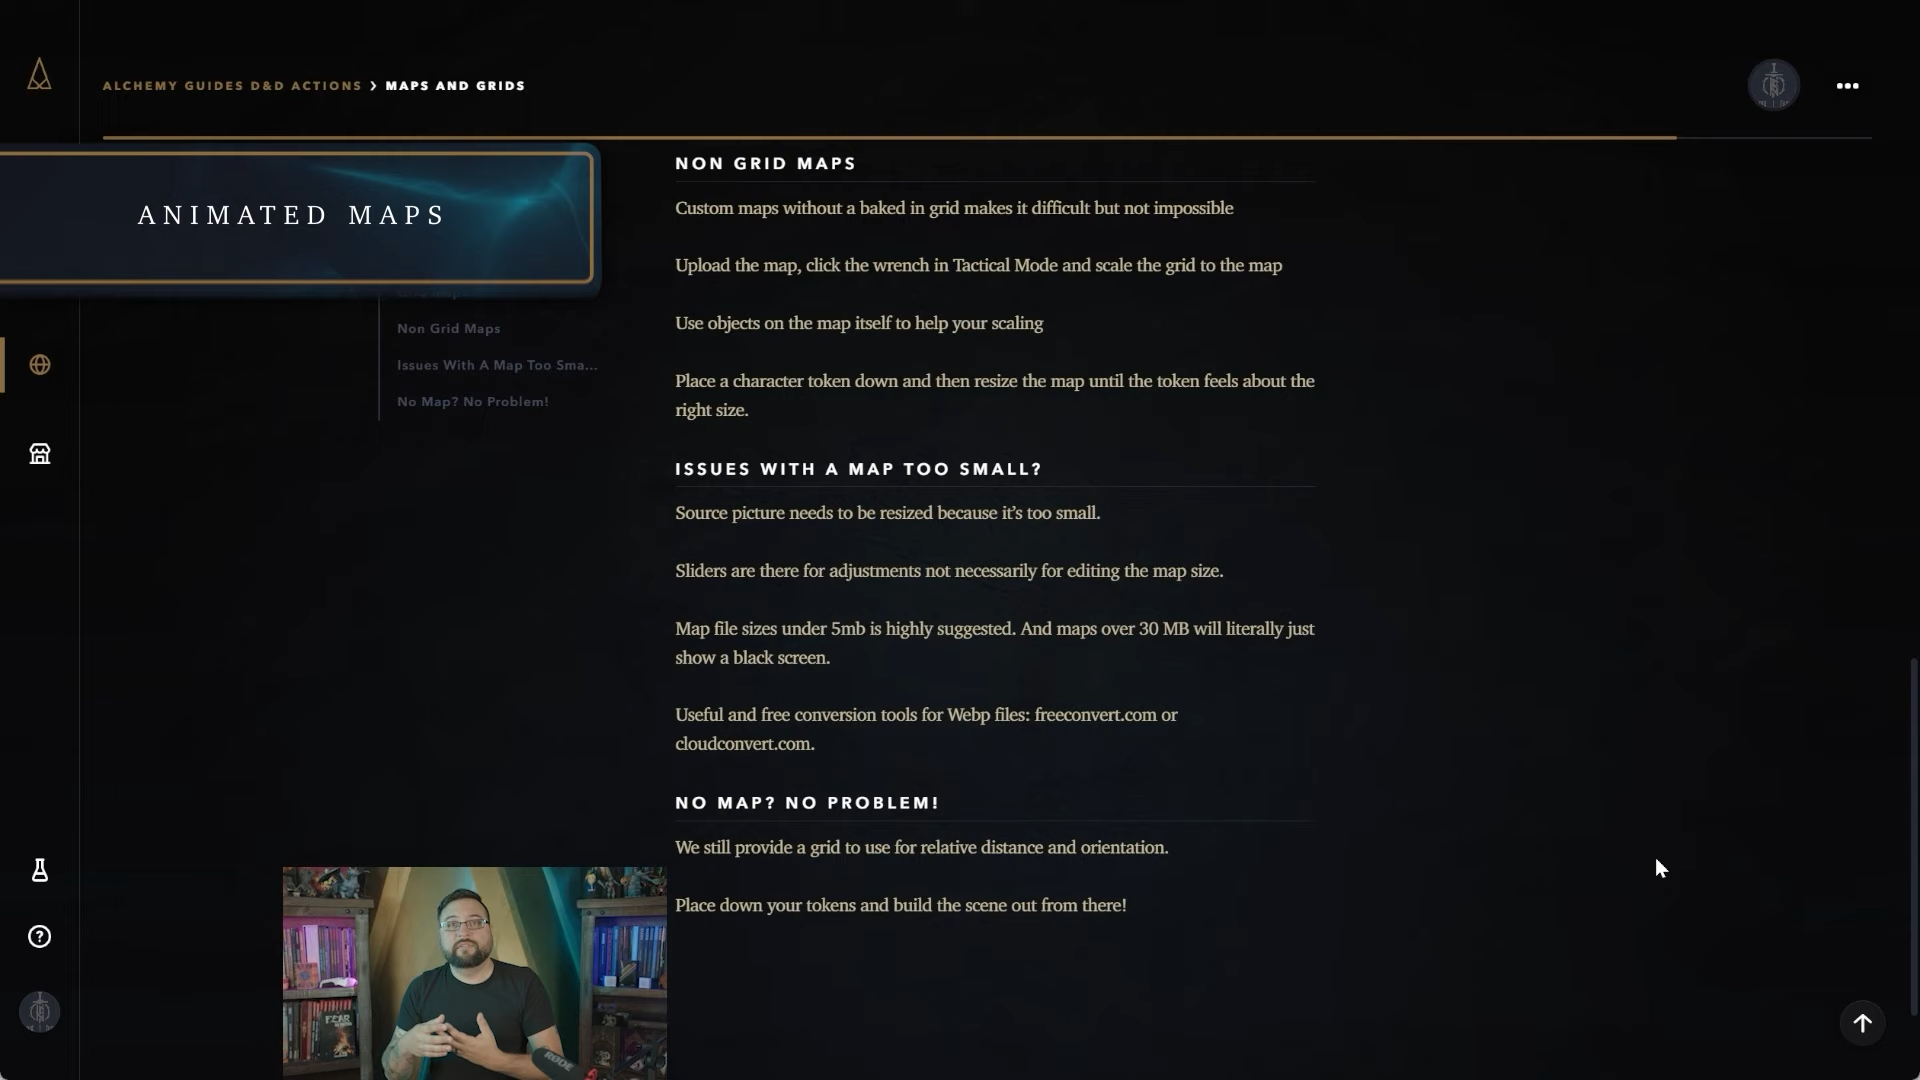 ALCHEMY GUIDES D&D ACTIONS > MAPS AND GRIDS
ANIMATED MAPS
Non Grid Maps
Issues With A Map Too Sma...
No Map? No Problem!
NON GRID MAPS
Custom maps without a baked in grid makes it difficult but not impossible
Upload the map, click the wrench in Tactical Mode and scale the grid to the map
Use objects on the map itself to help your scaling
Place a character token down and then resize the map until the token feels about the
right size.
ISSUES WITH A MAP TOO SMALL?
Source picture needs to be resized because it's too small.
Sliders are there for adjustments not necessarily for editing the map size.
Map file sizes under 5mb is highly suggested. And maps over 30 MB will literally just
show a black screen.
Useful and free conversion tools for Webp files: freeconvert.com or
cloudconvert.com.
NO MAP? NO PROBLEM!
We still provide a grid to use for relative distance and orientation.
Place down your tokens and build the scene out from there!
FEAR
RODE